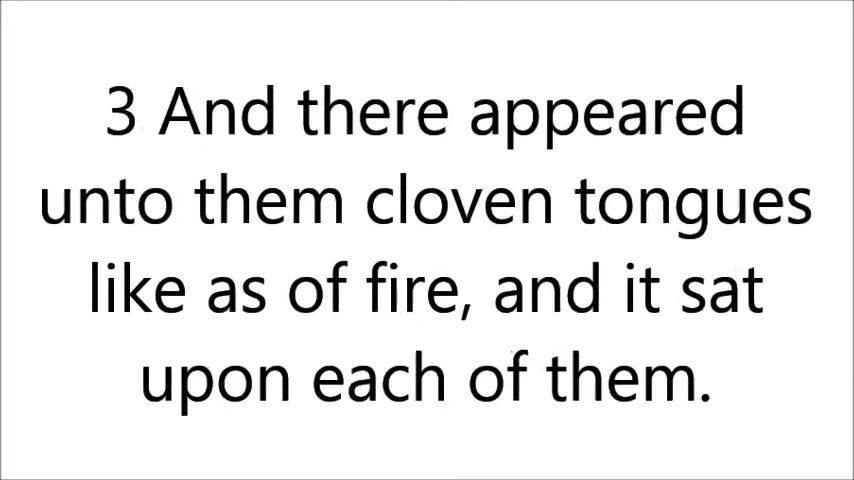 3 And there appeared
unto them cloven tongues
like as of fire, and it sat
upon each of them.